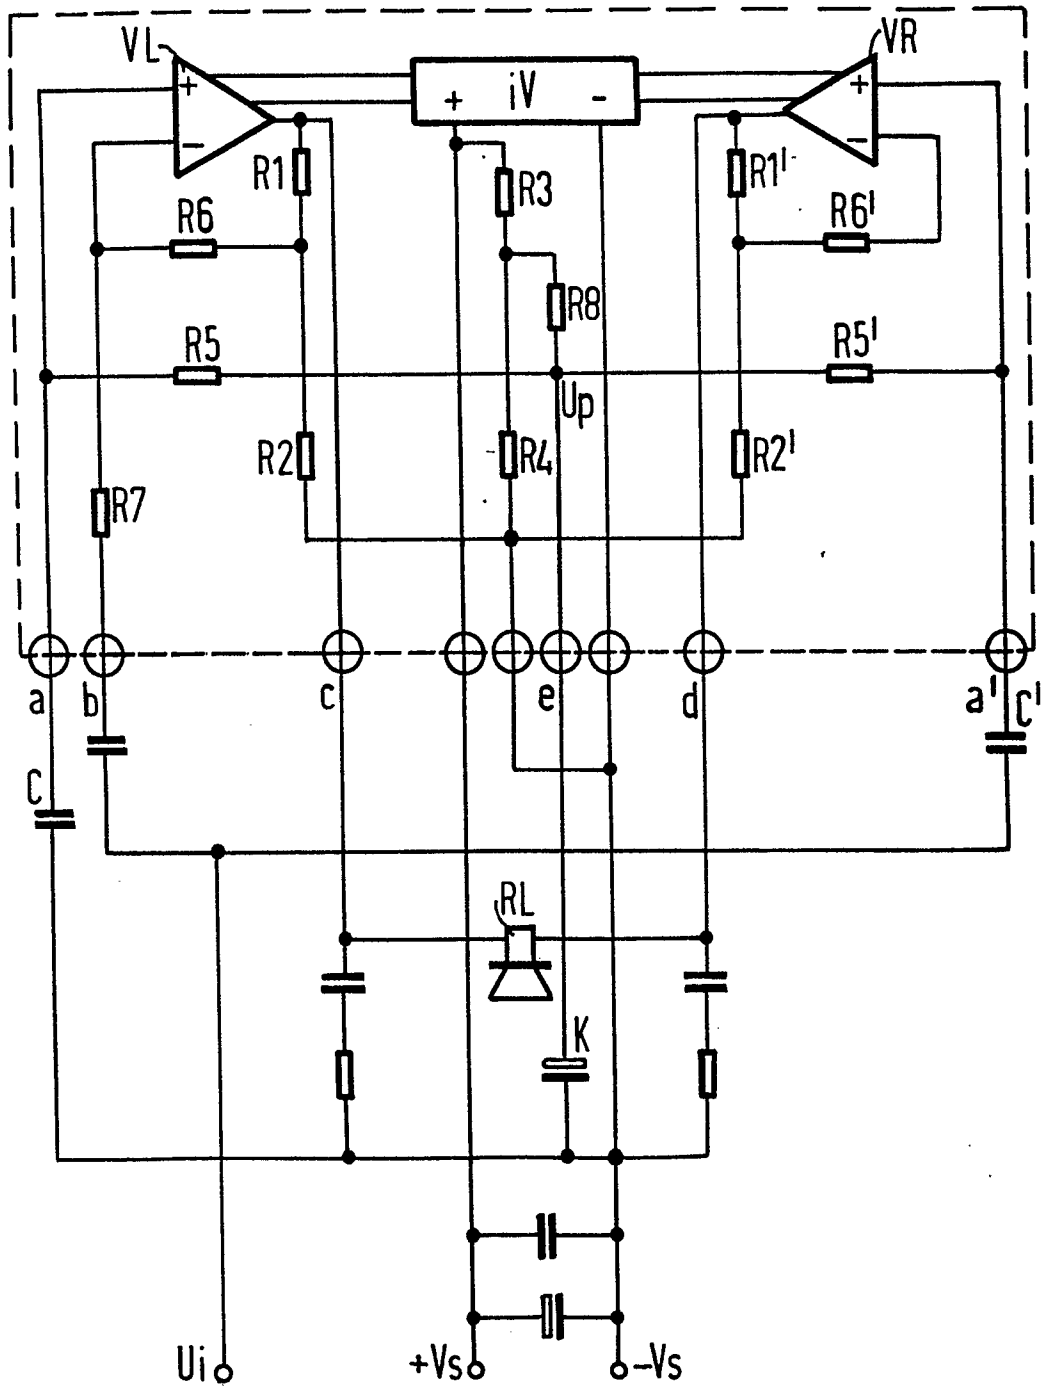 VL
VR
+
iV
+
+
-
-
-
R1
R3
R1'
R6
R6'
R8
R5
R5'
Up
R2
R4
R2'
R7
a
b
c
e
d
a'
C'
C
RL
K
Ui
+Vs
-Vs